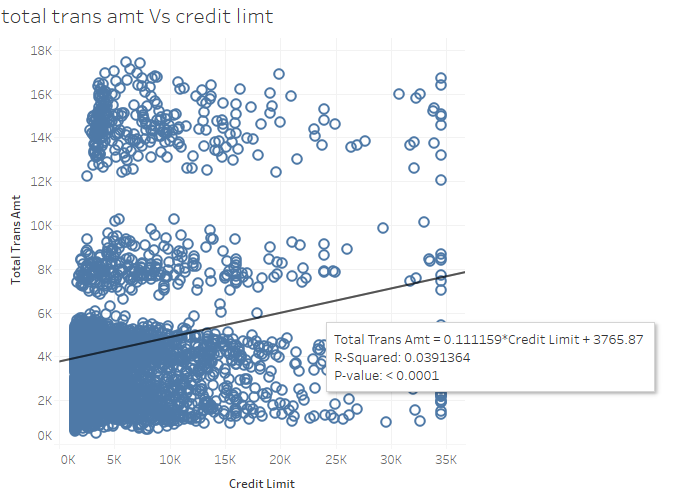 total trans amt Vs credit limt
18K
16K
14K
12K
10K
8K
6K
4K
2K
0K
Total Trans Amt
Total Trans Amt = 0.111159*Credit Limit + 3765.87
R-Squared: 0.0391364
P-value: < 0.0001
0K 5K 10K 15K 20K 25K 30K 35K
Credit Limit